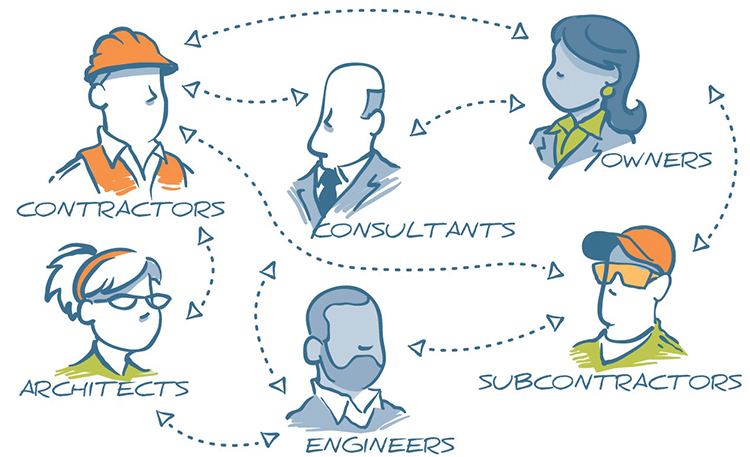 OWNERS
CONTRACTORS
CONSULTANTS
ARCHITECTS
SUBCONTRACTORS
ENGINEERS